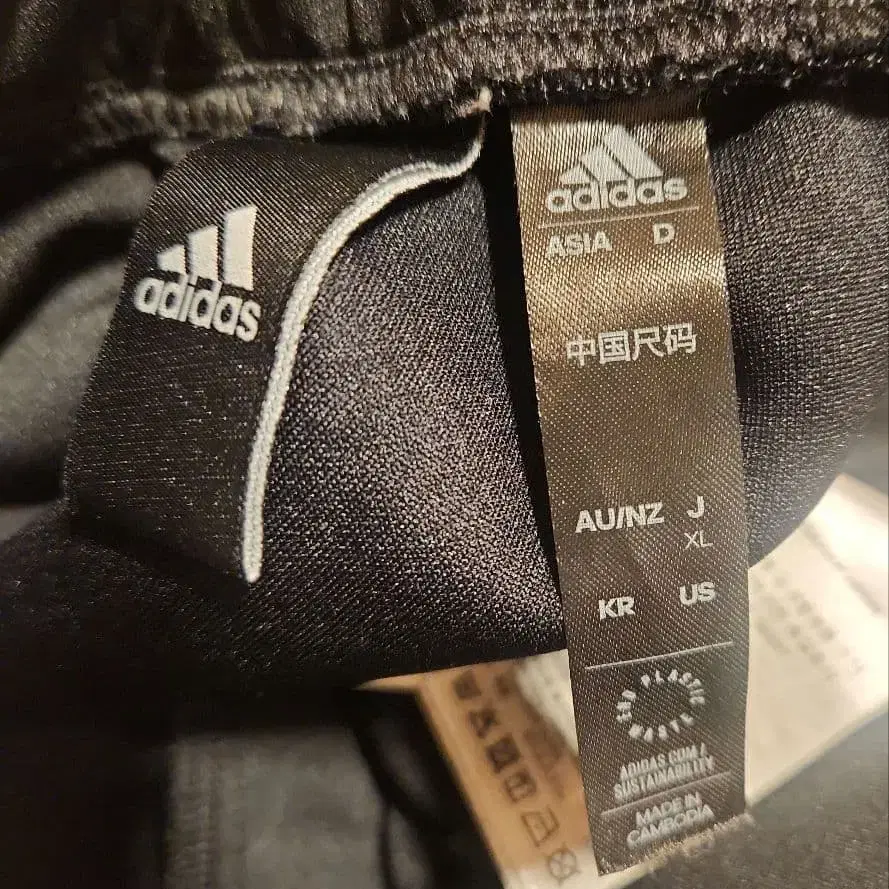 adidas
adidas
ASIA D
中国尺码
AU/NZ J
XL
KR US
END PLASTIC WASTE
ADIDAS.COM/
SUSTAINABILITY
MADE IN
CAMBODIA